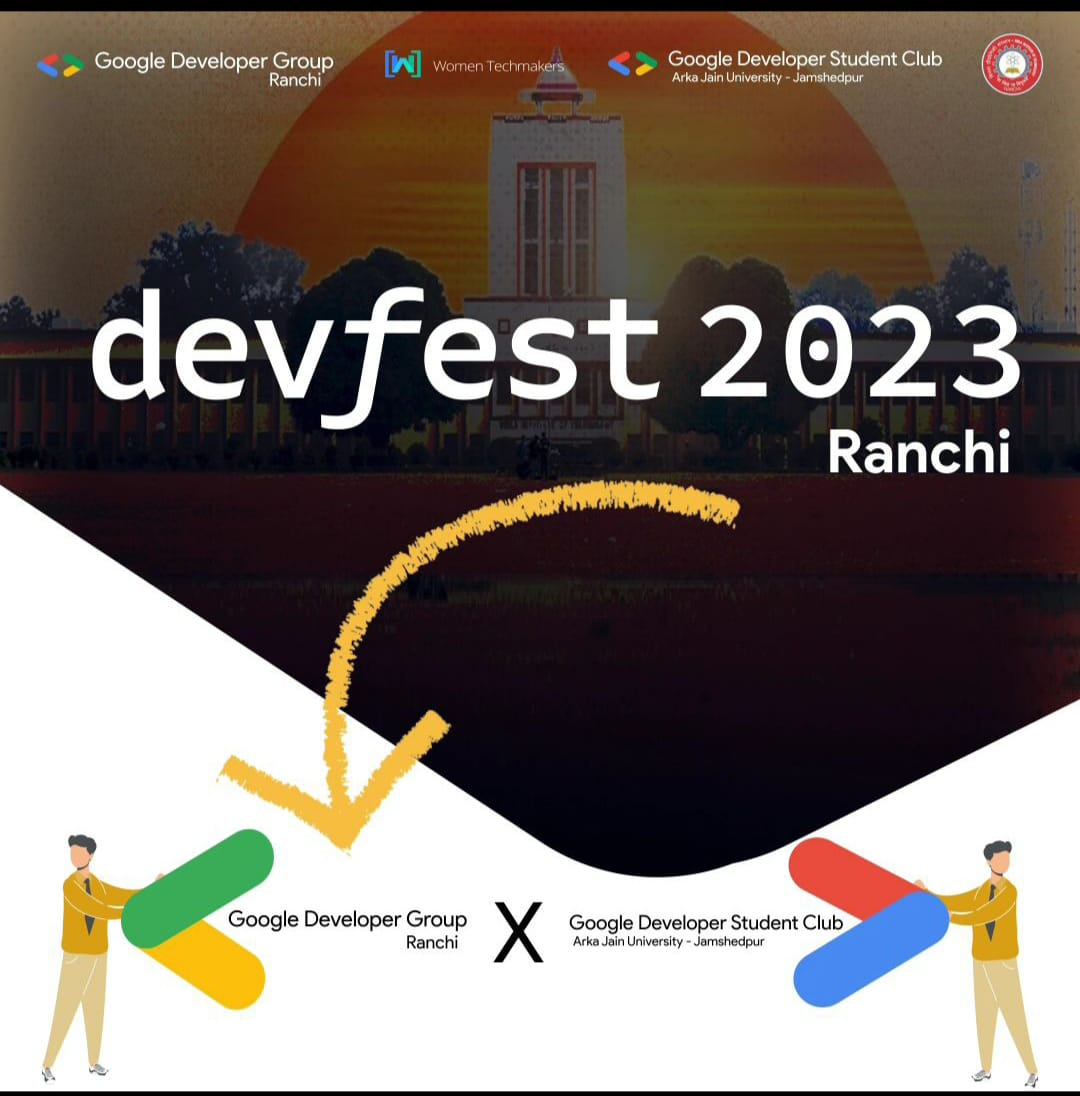 Google Developer Group
Ranchi
Women Techmakers
Google Developer Student Club
Arka Jain University - Jamshedpur
devfest 2023
Ranchi
Google Developer Group
Ranchi
X
Google Developer Student Club
Arka Jain University - Jamshedpur